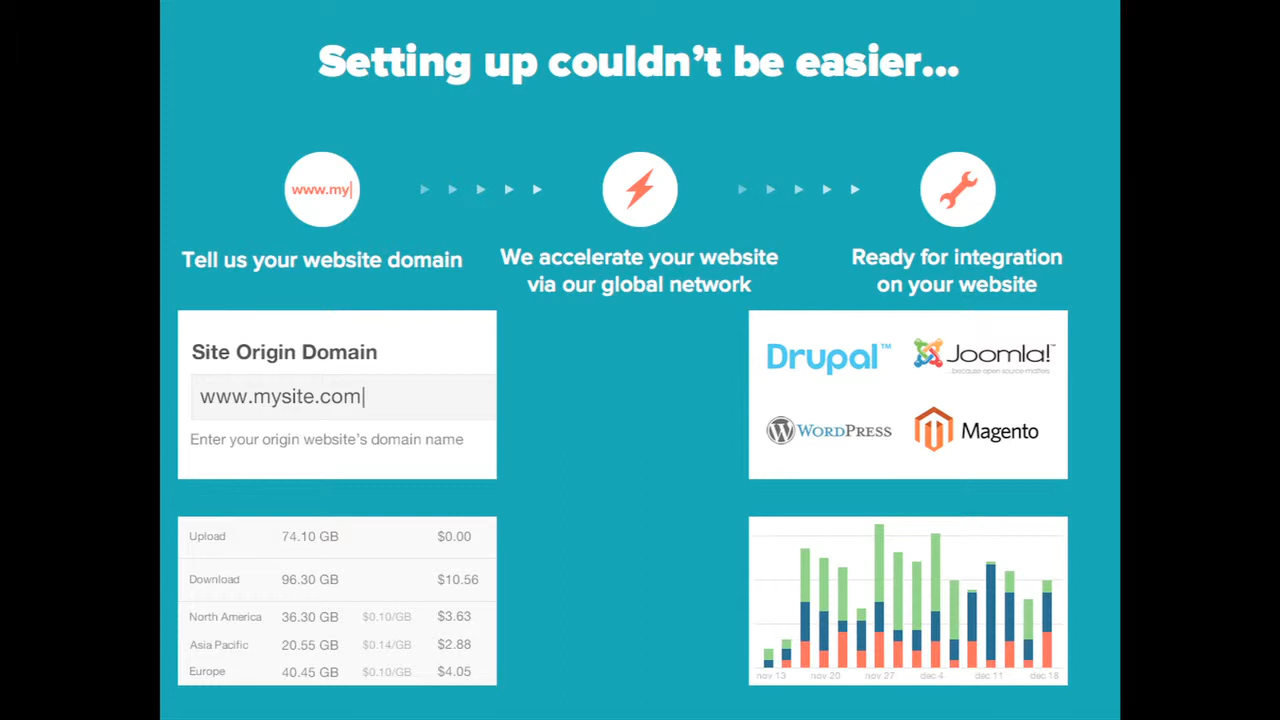 Setting up couldn't be easier...
www.my|
Tell us your website domain
We accelerate your website
via our global network
Ready for integration
on your website
Site Origin Domain
www.mysite.com|
Enter your origin website's domain name
Drupal™
Joomla!™
...because open source matters
WORDPRESS
Magento
Upload 74.10 GB $0.00
Download 96.30 GB $10.56
North America 36.30 GB $0.10/GB $3.63
Asia Pacific 20.55 GB $0.14/GB $2.88
Europe 40.45 GB $0.10/GB $4.05
nov 13 nov 20 nov 27 dec 4 dec 11 dec 18